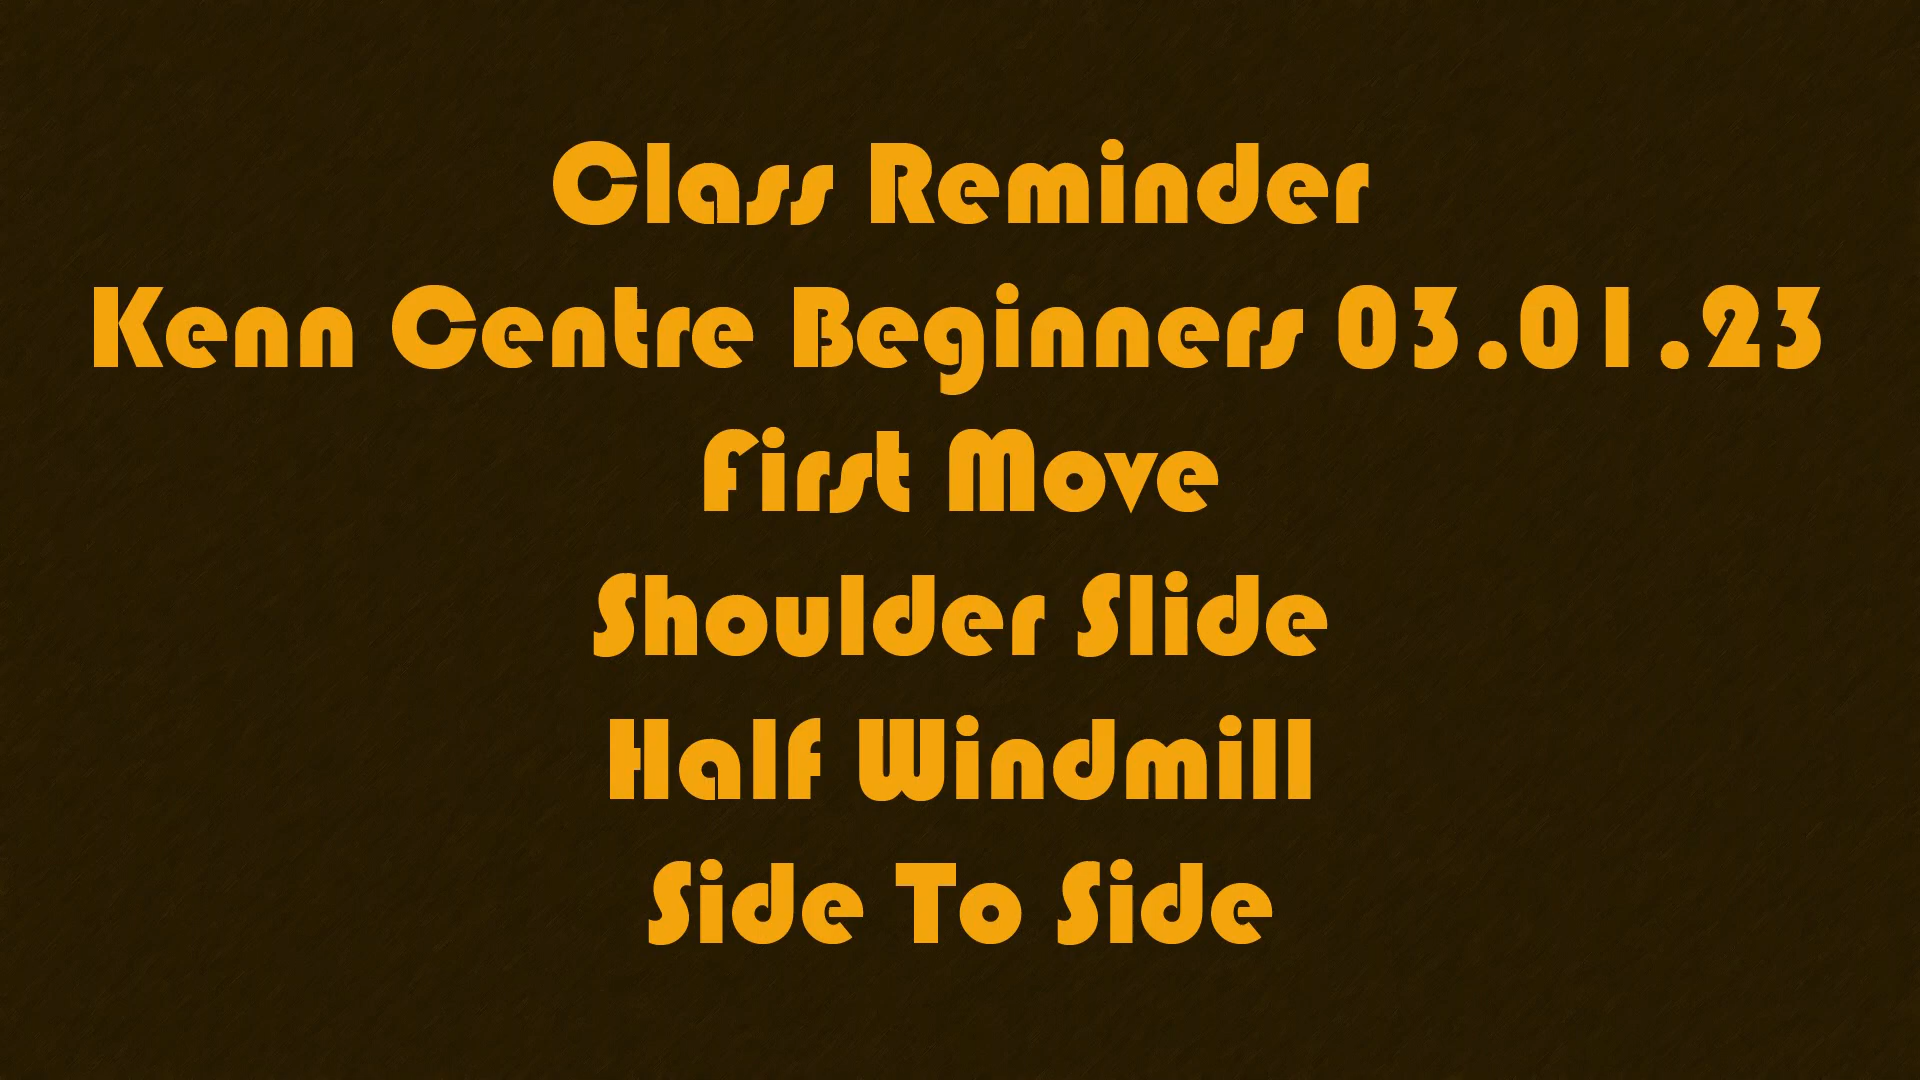 Class Reminder
Kenn Centre Beginners 03.01.23
First Move
Shoulder Slide
Half Windmill
Side To Side